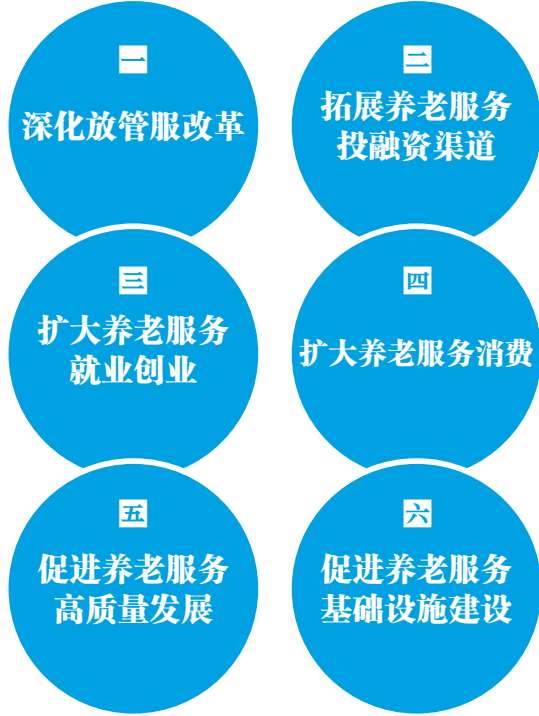 一
深化放管服改革
二
拓展养老服务
投融资渠道
三
扩大养老服务
就业创业
四
扩大养老服务消费
五
促进养老服务
高质量发展
六
促进养老服务
基础设施建设